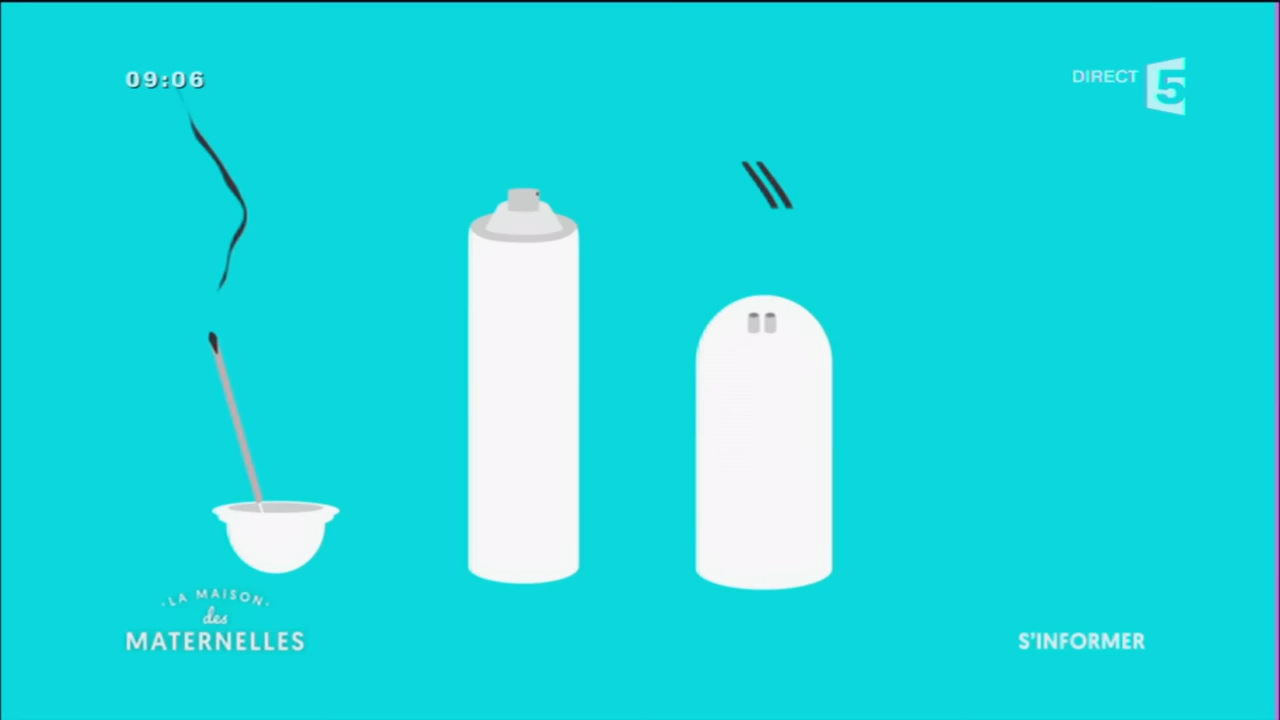 09:06
DIRECT 5
LA MAISON
des
MATERNELLES
S'INFORMER